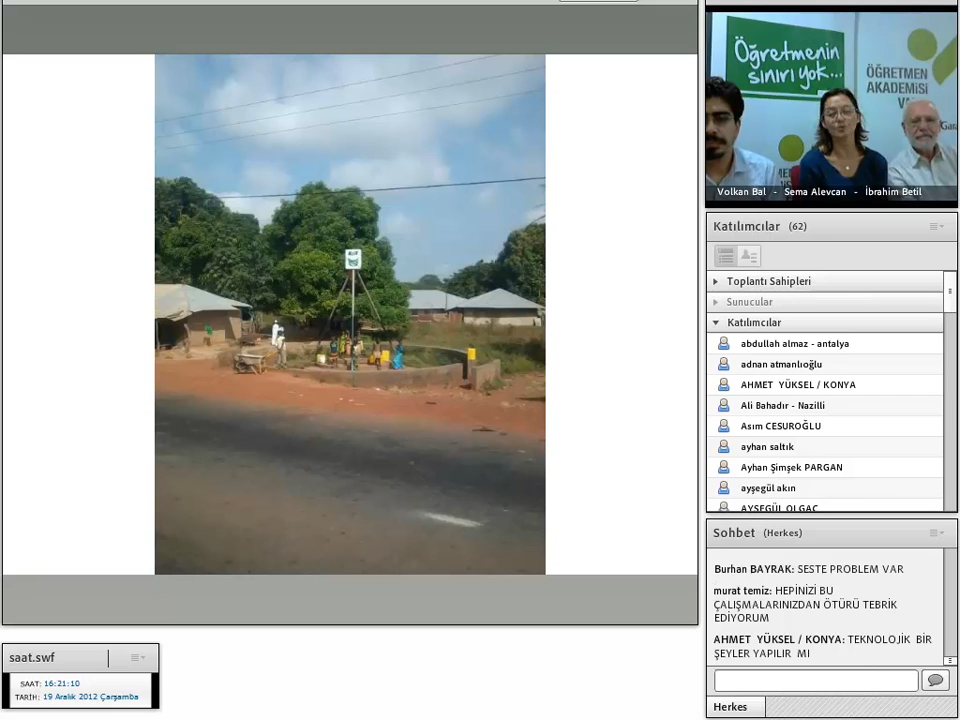 Öğretmenin
sınırı yok...
ÖĞRETMEN
AKADEMİSİ
Volkan Bal - Sema Alevcan - İbrahim Betil
Katılımcılar (62)
Toplantı Sahipleri
Sunucular
Katılımcılar
abdullah almaz - antalya
adnan atmanlıoğlu
AHMET YÜKSEL / KONYA
Ali Bahadır - Nazilli
Asım CESUROĞLU
ayhan saltık
Ayhan Şimşek PARGAN
ayşegül akın
AYŞEGÜL OLGAÇ
Sohbet (Herkes)
Burhan BAYRAK: SESTE PROBLEM VAR
murat temiz: HEPİNİZİ BU
ÇALIŞMALARINIZDAN ÖTÜRÜ TEBRİK
EDİYORUM
AHMET YÜKSEL / KONYA: TEKNOLOJİK BİR
ŞEYLER YAPILIR MI
Herkes
saat.swf
SAAT: 16:21:10
TARİH: 19 Aralık 2012 Çarşamba